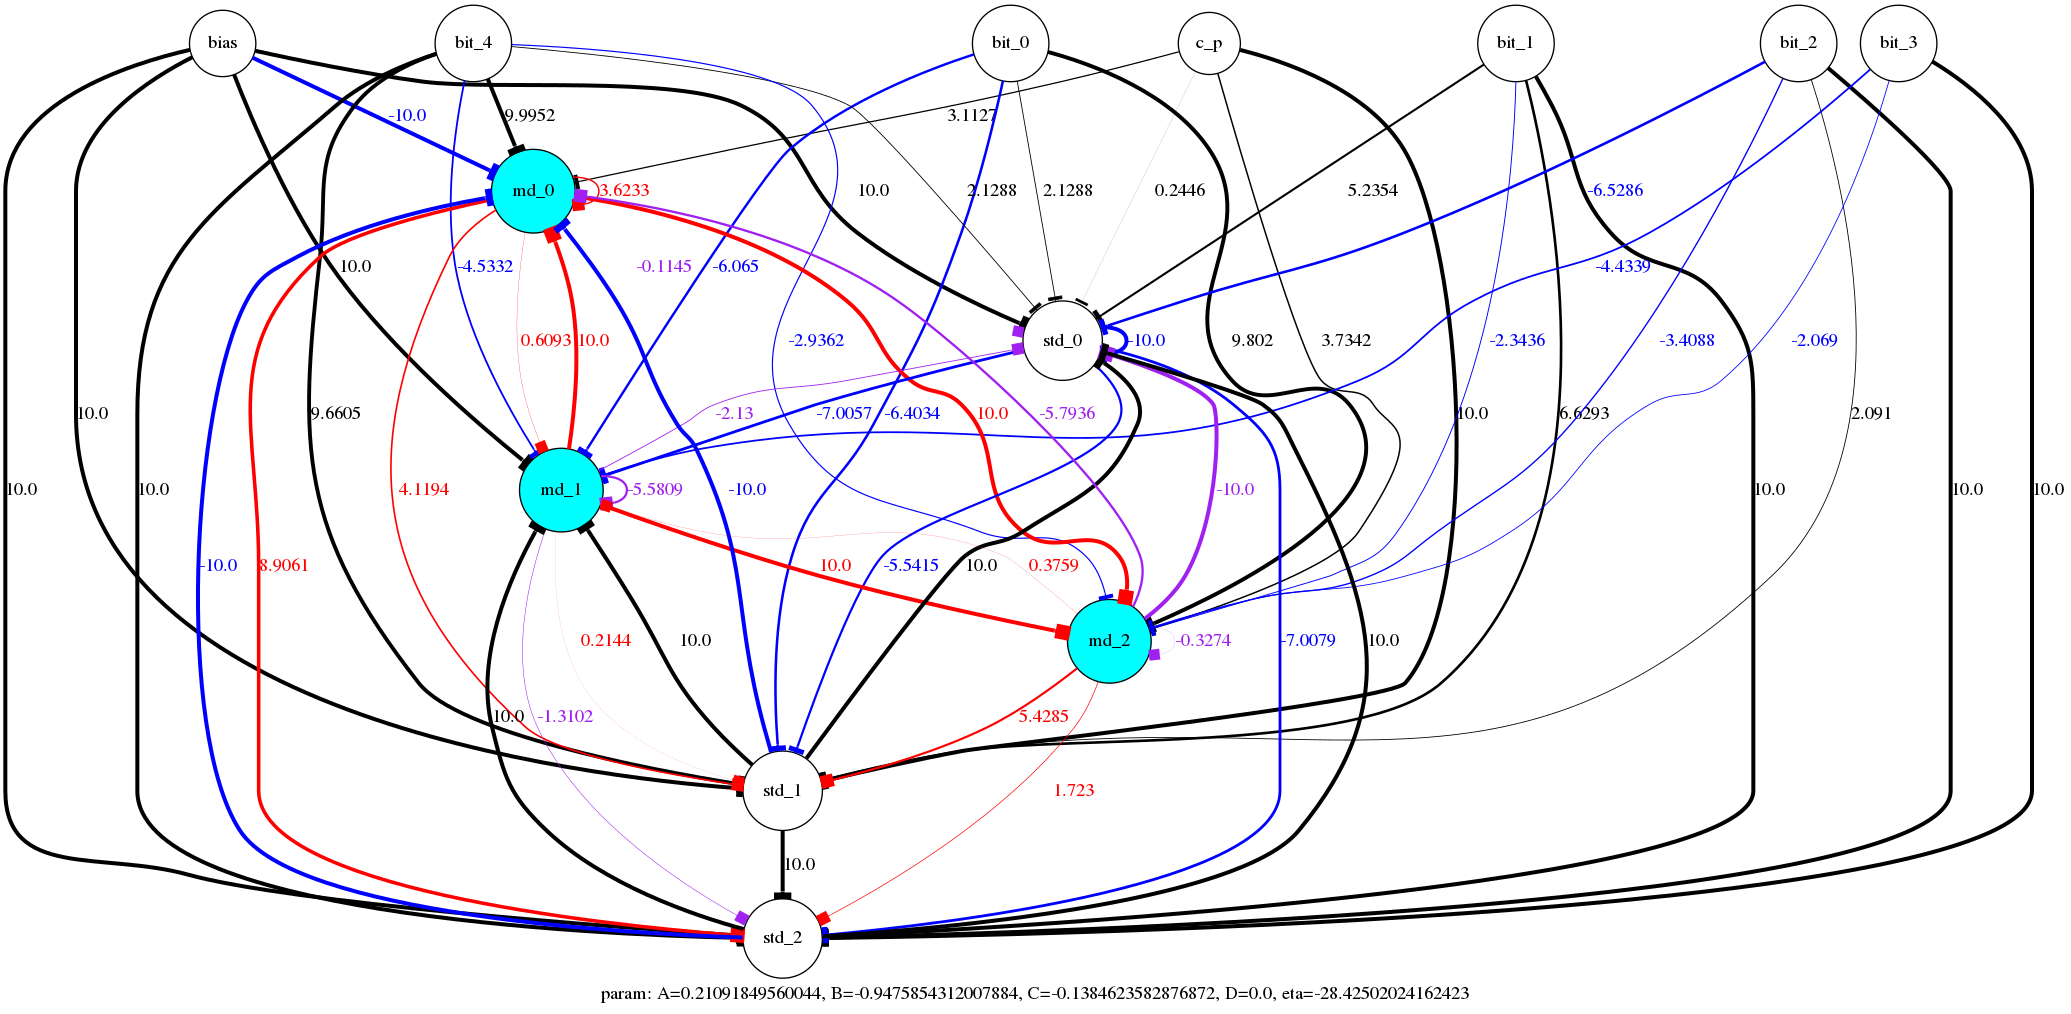 bias bit_4 bit_0 c_p bit_1 bit_2 bit_3
-10.0 9.9952 3.1127
md_0 3.6233 10.0 2.1288 2.1288 0.2446 5.2354 -6.5286
10.0 -4.5332 -0.1145 -6.065 -4.4339
0.6093 10.0 -2.9362 std_0 -10.0 9.802 3.7342 -2.3436 -3.4088 -2.069
10.0 9.6605 -2.13 -7.0057 -6.4034 10.0 -5.7936 10.0 6.6293 2.091
10.0 10.0 4.1194 md_1 -5.5809 -10.0 -10.0 10.0 10.0 10.0
-10.0 8.9061 10.0 -5.5415 10.0 0.3759
0.2144 10.0 md_2 -0.3274 -7.0079 10.0
10.0 -1.3102 5.4285
std_1 1.723
10.0
std_2
param: A=0.21091849560044, B=-0.9475854312007884, C=-0.1384623582876872, D=0.0, eta=-28.42502024162423